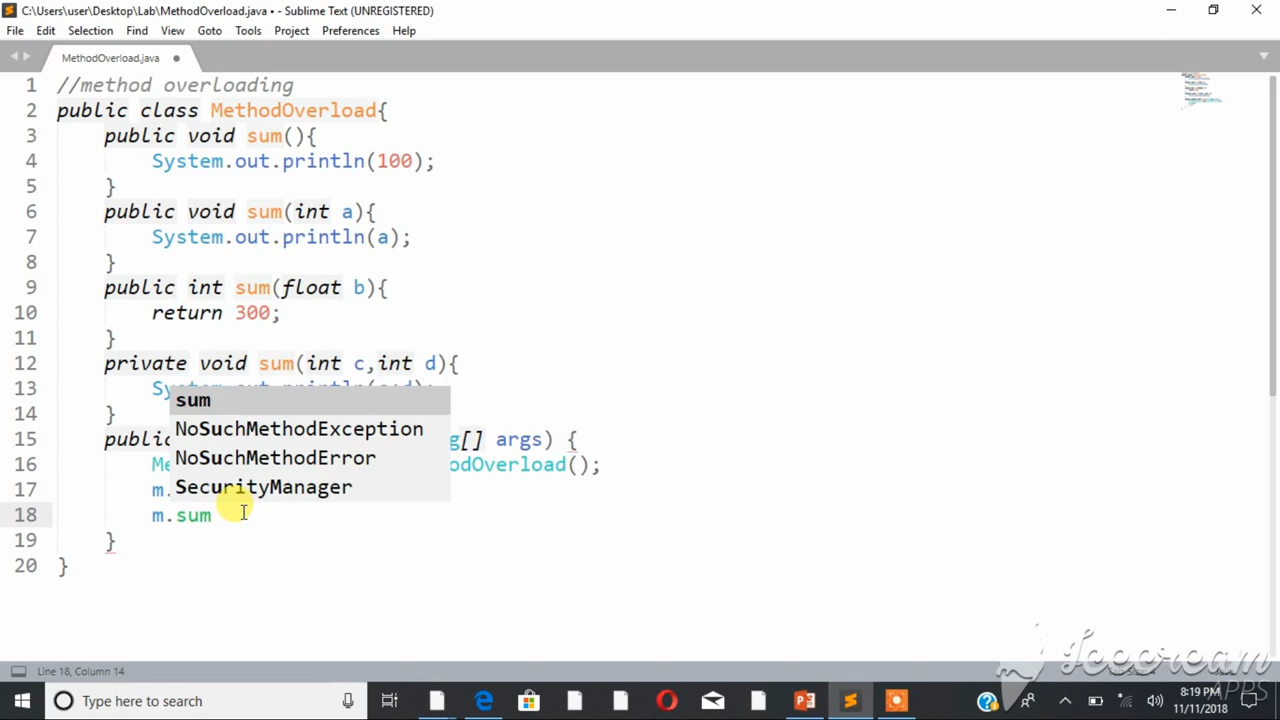 C:\Users\user\Desktop\Lab\MethodOverload.java • - Sublime Text (UNREGISTERED)
File Edit Selection Find View Goto Tools Project Preferences Help
MethodOverload.java
1 //method overloading
2 public class MethodOverload{
3 public void sum(){
4 System.out.println(100);
5 }
6 public void sum(int a){
7 System.out.println(a);
8 }
9 public int sum(float b){
10 return 300;
11 }
12 private void sum(int c,int d){
13
sum
14 }
NoSuchMethodException
15 args) {
NoSuchMethodError
16 ();
SecurityManager
17 m.
18 m.sum
19 }
20 }
Line 18, Column 14
Icecream
APPS
Type here to search
8:19 PM
11/11/2018